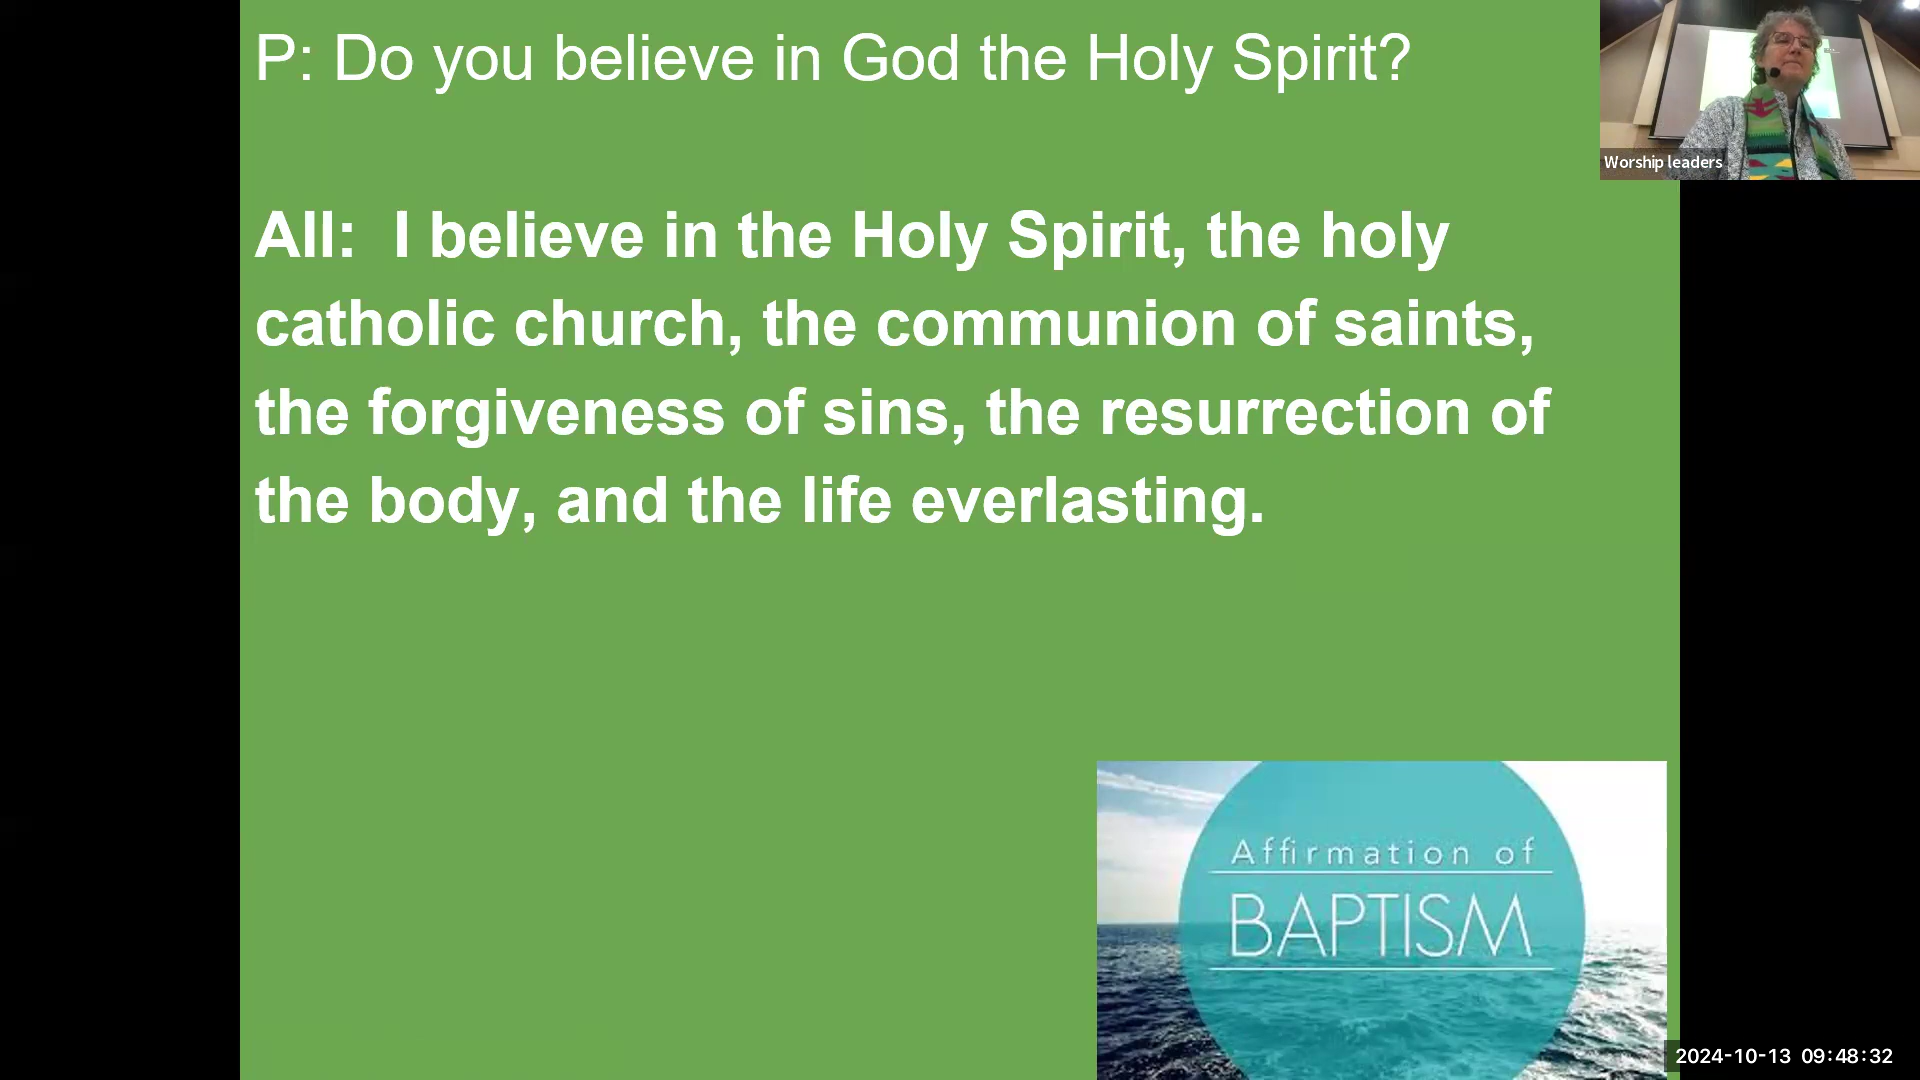 P: Do you believe in God the Holy Spirit?
All:  I believe in the Holy Spirit, the holy
catholic church, the communion of saints,
the forgiveness of sins, the resurrection of
the body, and the life everlasting.
Worship leaders
Affirmation of
BAPTISM
2024-10-13 09:48:32